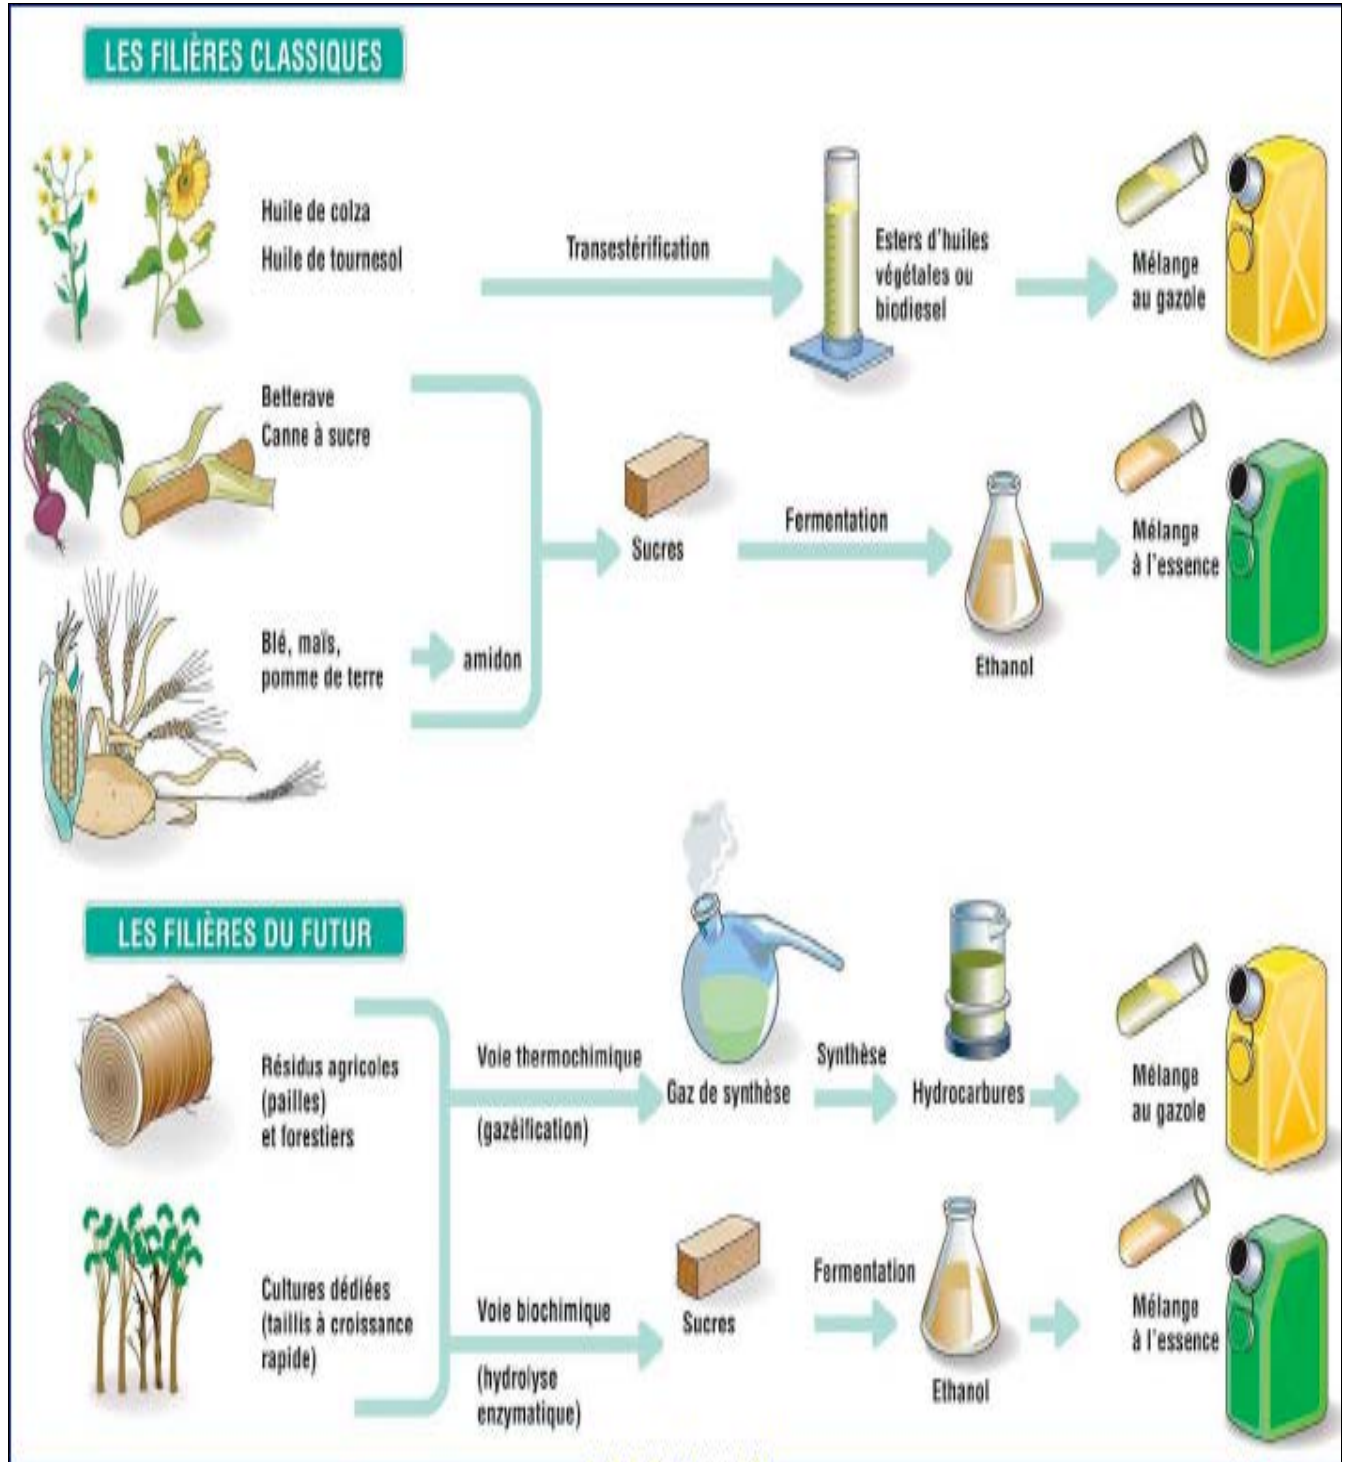 LES FILIÈRES CLASSIQUES
Huile de colza
Huile de tournesol
Transestérification
Esters d'huiles
végétales ou
biodiesel
Mélange
au gazole
Betterave
Canne à sucre
Sucres
Fermentation
Ethanol
Mélange
à l'essence
Blé, maïs,
pomme de terre
amidon
LES FILIÈRES DU FUTUR
Résidus agricoles
(pailles)
et forestiers
Voie thermochimique
(gazéification)
Gaz de synthèse
Synthèse
Hydrocarbures
Mélange
au gazole
Cultures dédiées
(taillis à croissance
rapide)
Voie biochimique
(hydrolyse
enzymatique)
Sucres
Fermentation
Ethanol
Mélange
à l'essence